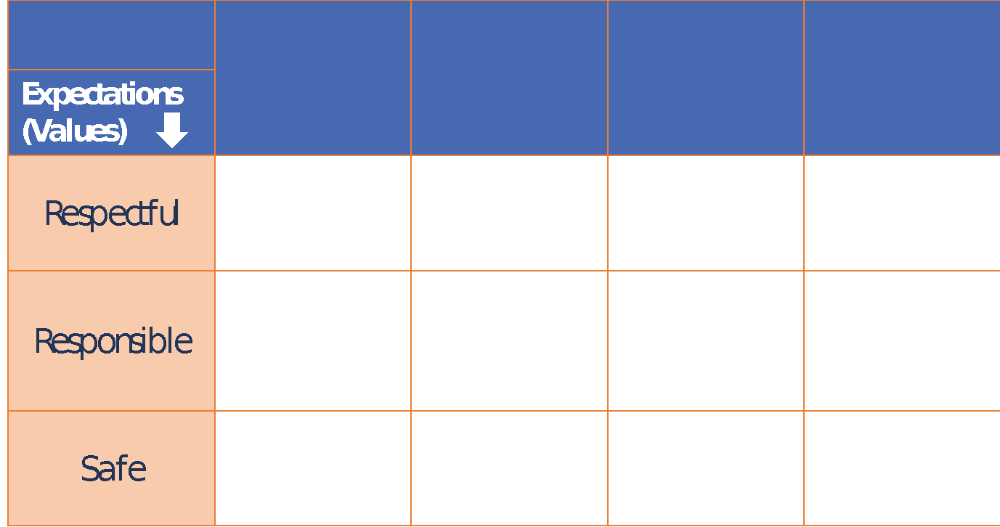 Expectations
(Values)
Respectful
Responsible
Safe